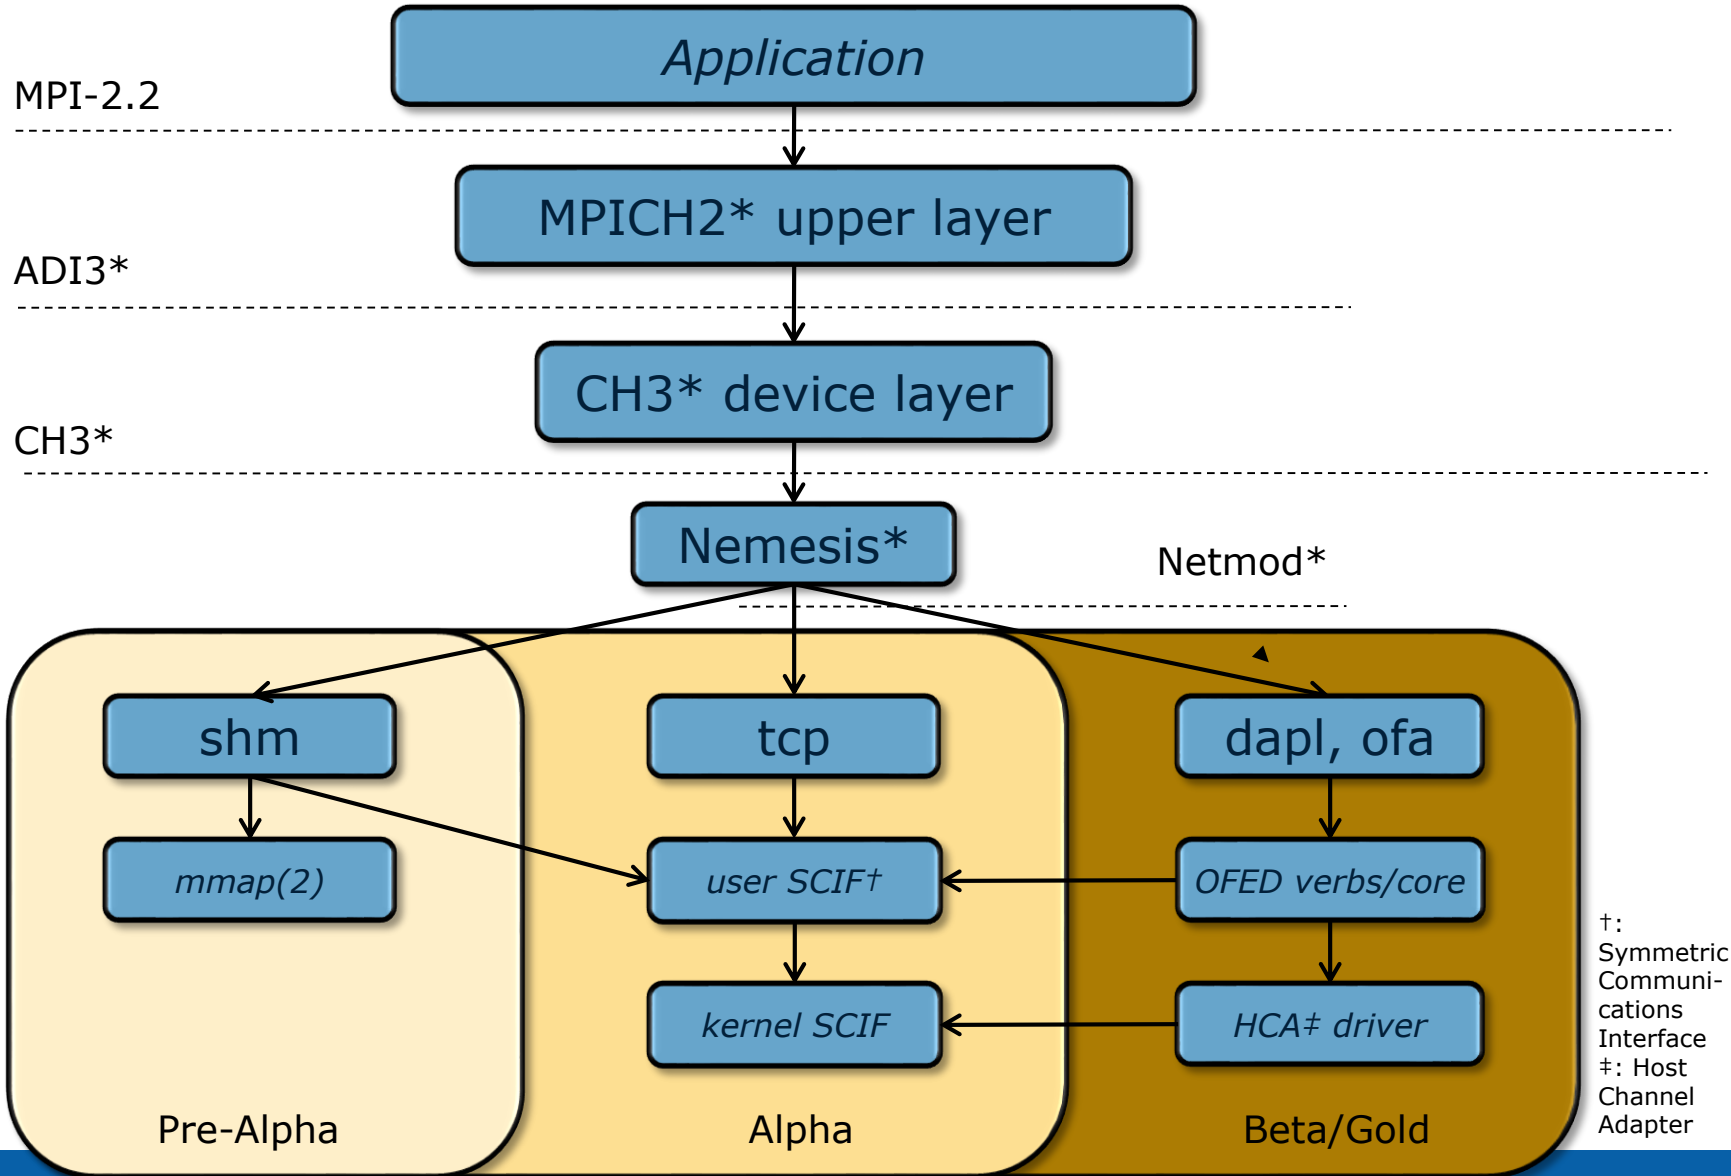 Application
MPI-2.2
MPICH2* upper layer
ADI3*
CH3* device layer
CH3*
Nemesis*
Netmod*
shm
tcp
dapl, ofa
mmap(2)
user SCIF†
OFED verbs/core
kernel SCIF
HCA‡ driver
†:
Symmetric
Communi-
cations
Interface
‡: Host
Channel
Adapter
Pre-Alpha
Alpha
Beta/Gold